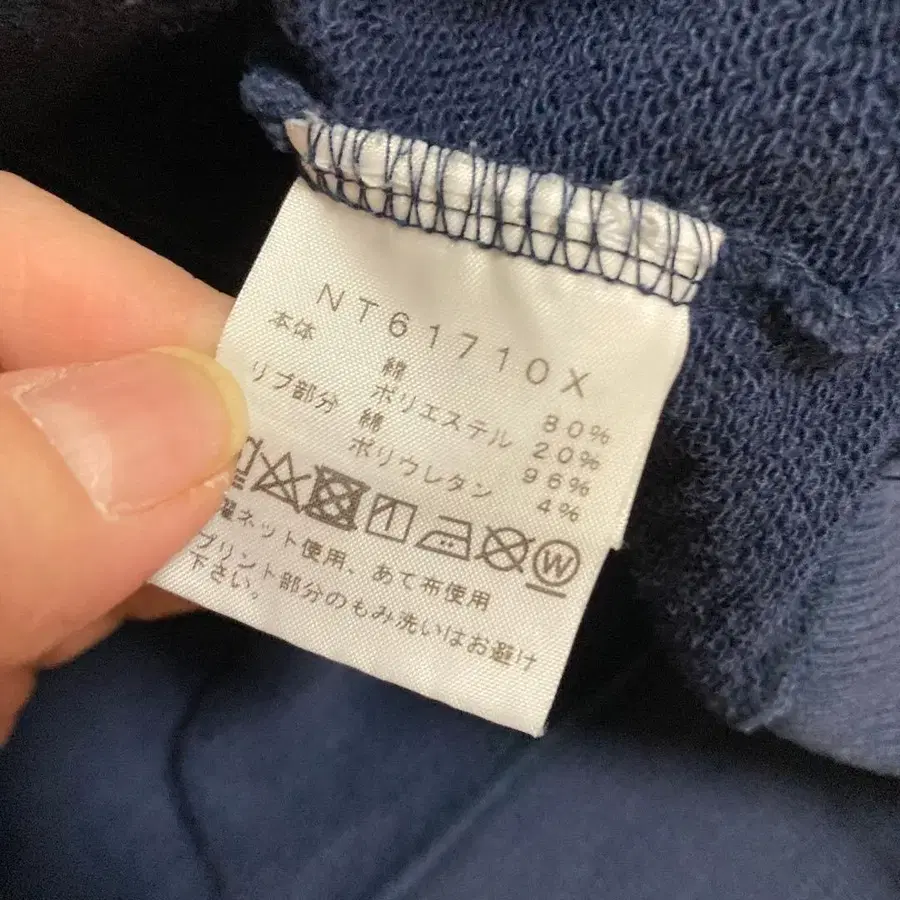 NT61710X
本体 綿 80%
ポリエステル 20%
リブ部分 綿 96%
ポリウレタン 4%
W
濯ネット使用、あて布使用
プリント部分のもみ洗いはお避け
下さい。